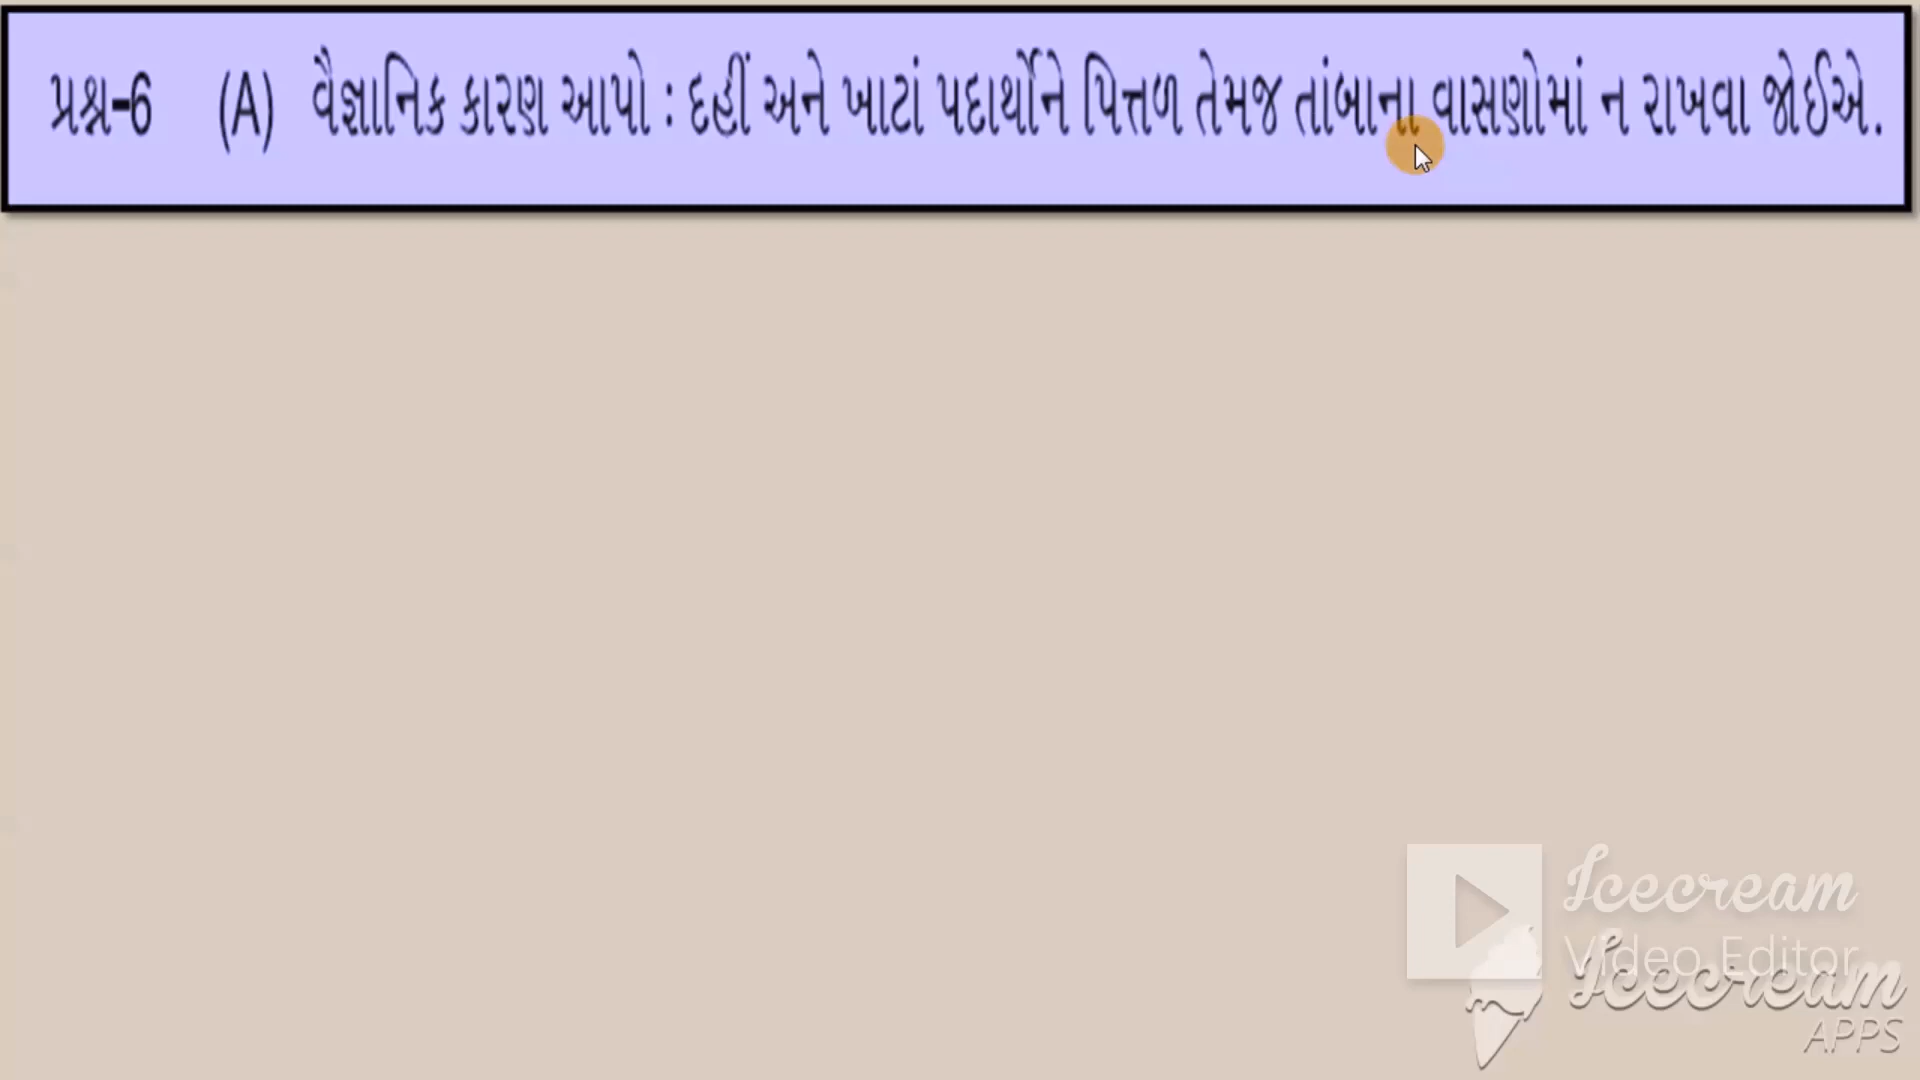 પ્રશ્ન-6 (A) વૈજ્ઞાનિક કારણ આપો : દહીં અને ખાટાં પદાર્થોને પિત્તળ તેમજ તાંબાના વાસણોમાં ન રાખવા જોઈએ.
Icecream
Video Editor
Icecream
APPS